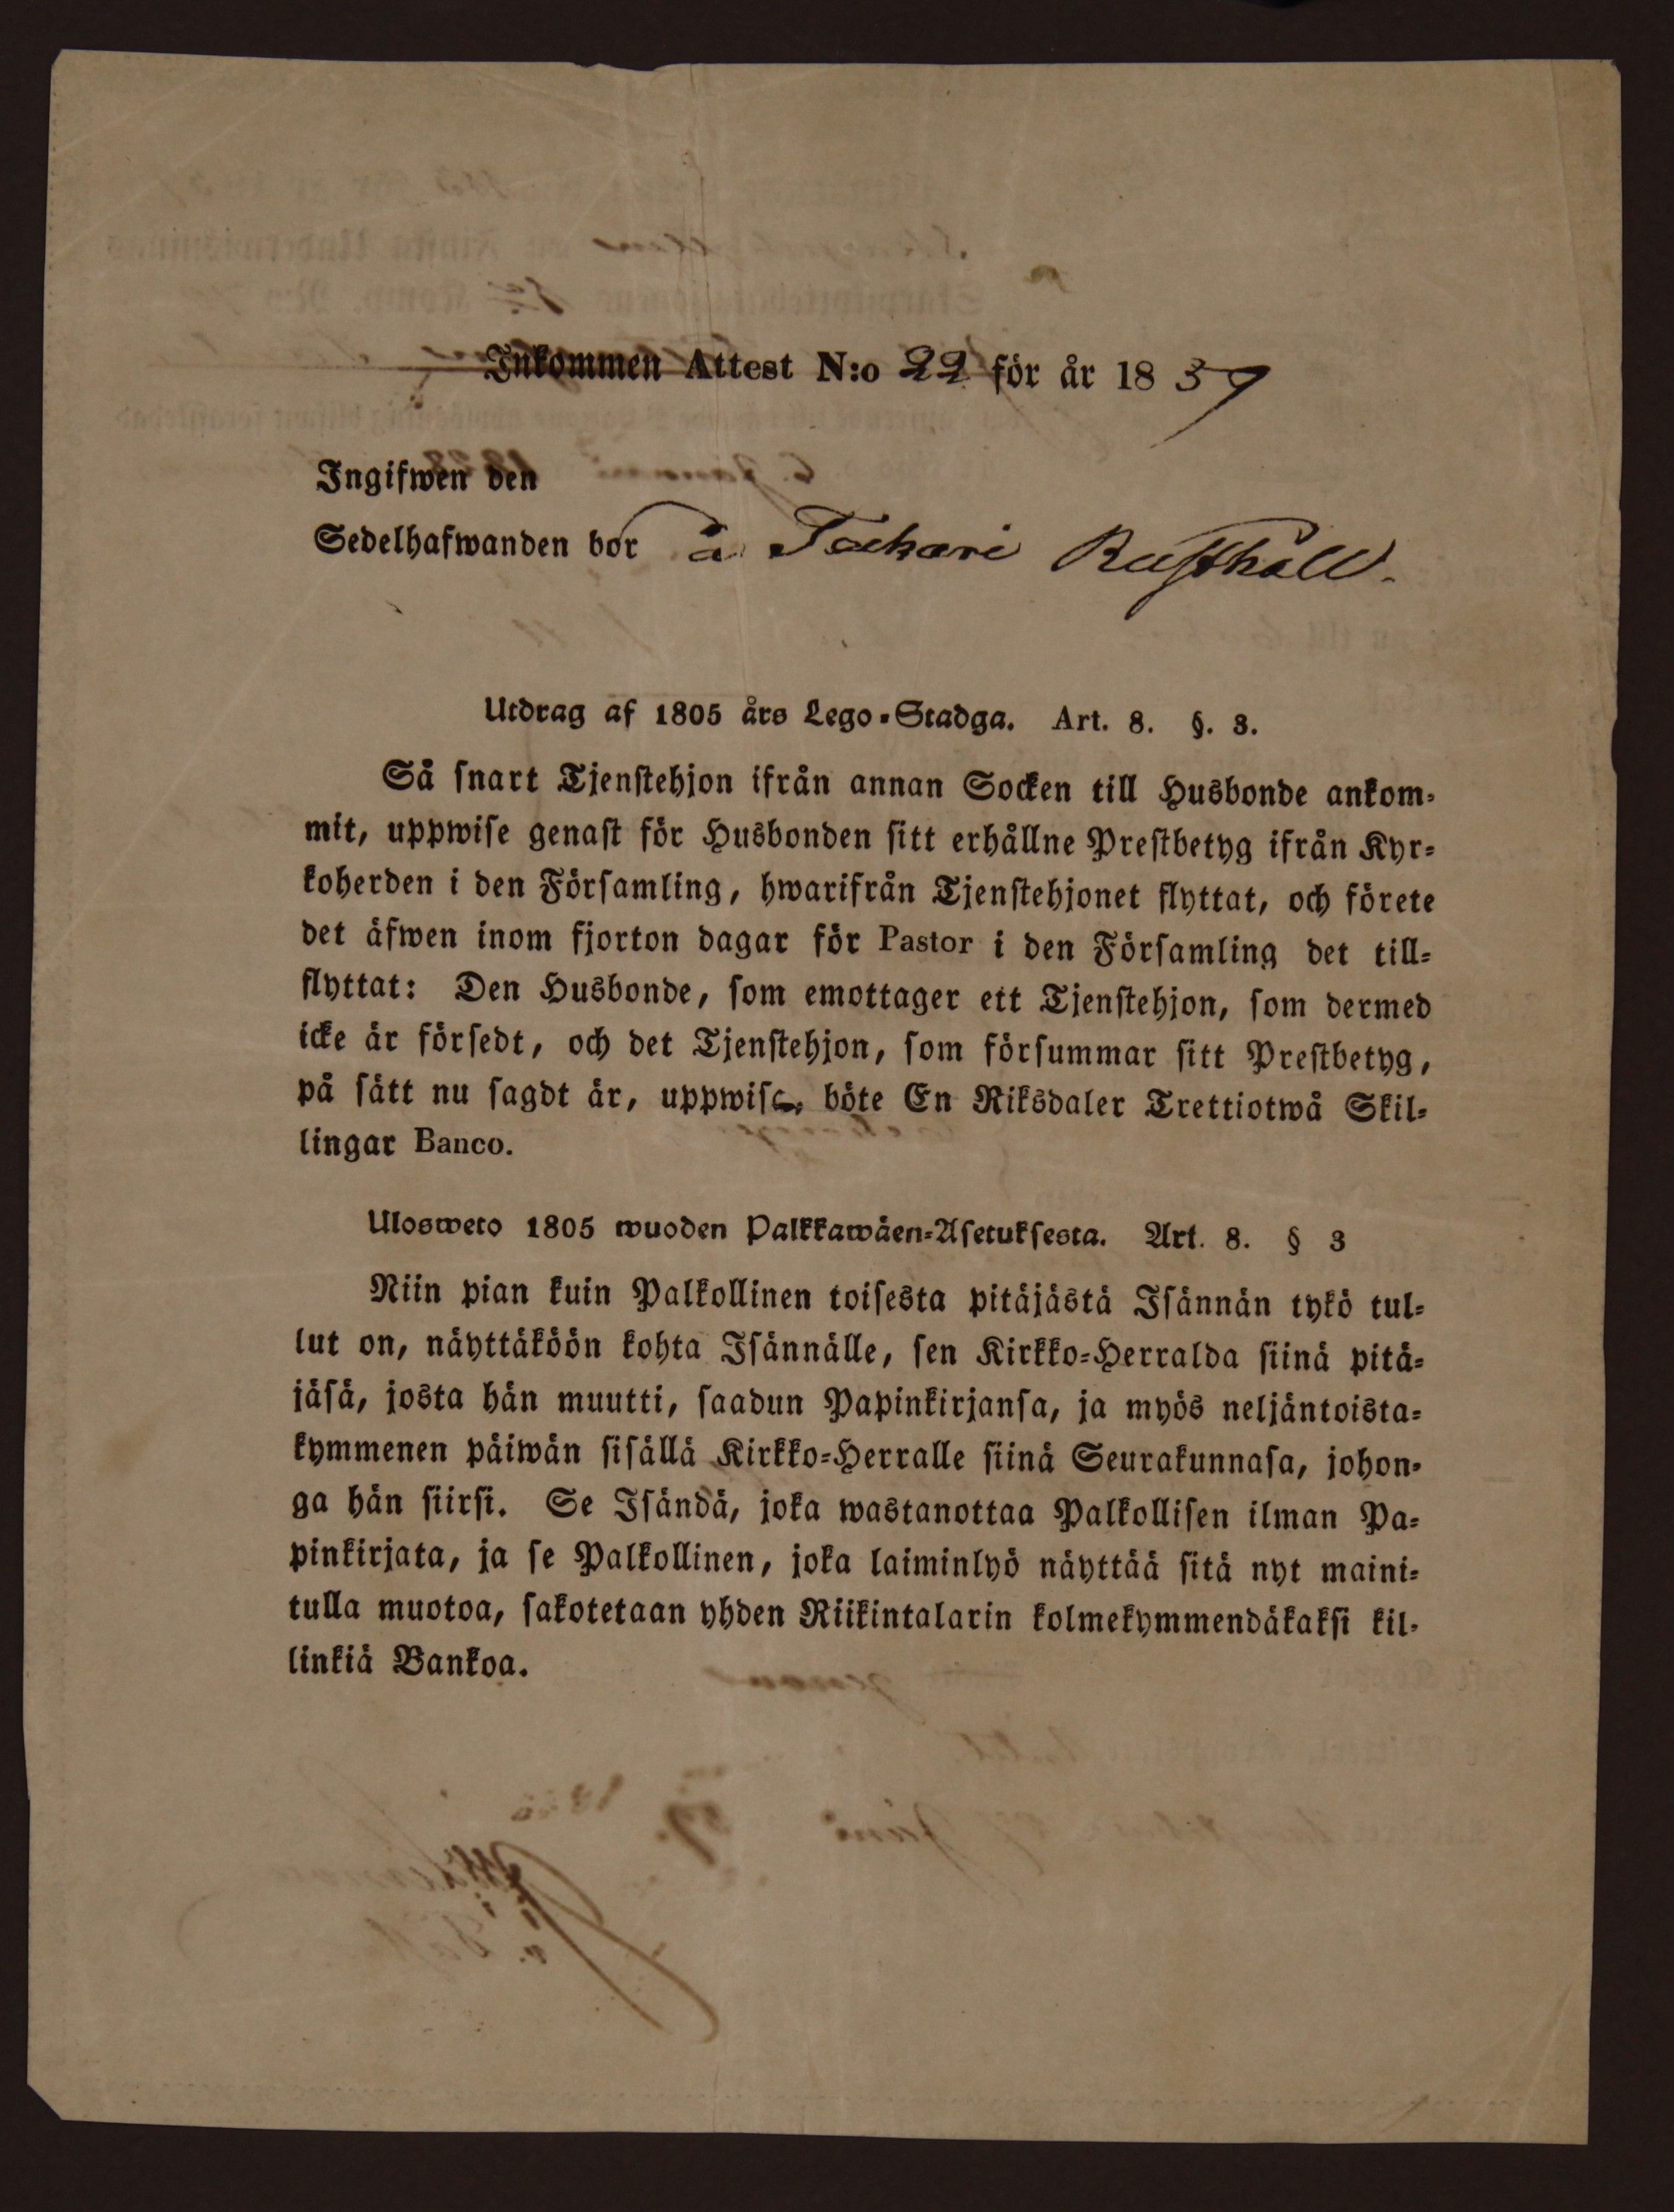 Inkommen Attest N:o 22 för år 1857
Ingifwen den
Sedelhafwanden bor å Tackari Rusthåll.
Utdrag af 1805 års Lego-Stadga. Art. 8. §. 3.
Så snart Tjenstehjon ifrån annan Socken till Husbonde ankom-
mit, uppwise genast för Husbonden sitt erhållne Prestbetyg ifrån Kyr-
koherden i den Församling, hwarifrån Tjenstehjonet flyttat, och förete
det äfwen inom fjorton dagar för Pastor i den Församling det till-
flyttat: Den Husbonde, som emottager ett Tjenstehjon, som dermed
icke är försedt, och det Tjenstehjon, som försummar sitt Prestbetyg,
på sätt nu sagdt är, uppwisa, böte En Riksdaler Trettiotwå Skil-
lingar Banco.
Ulosweto 1805 wuoden Palkkawäen-Asetuksesta. Art. 8. § 3
Niin pian kuin Palkollinen toisesta pitäjästä Isännän tykö tul-
lut on, näyttäköön kohta Isännälle, sen Kirkko-Herralda siinä pitä-
jäsä, josta hän muutti, saadun Papinkirjansa, ja myös neljäntoista-
kymmenen päiwän sisällä Kirkko-Herralle siinä Seurakunnasa, johon-
ga hän siirsi. Se Isändä, joka wastanottaa Palkollisen ilman Pa-
pinkirjata, ja se Palkollinen, joka laiminlyö näyttää sitä nyt maini-
tulla muotoa, sakotetaan yhden Riikintalarin kolmekymmendäkaksi kil-
linkiä Bankoa.